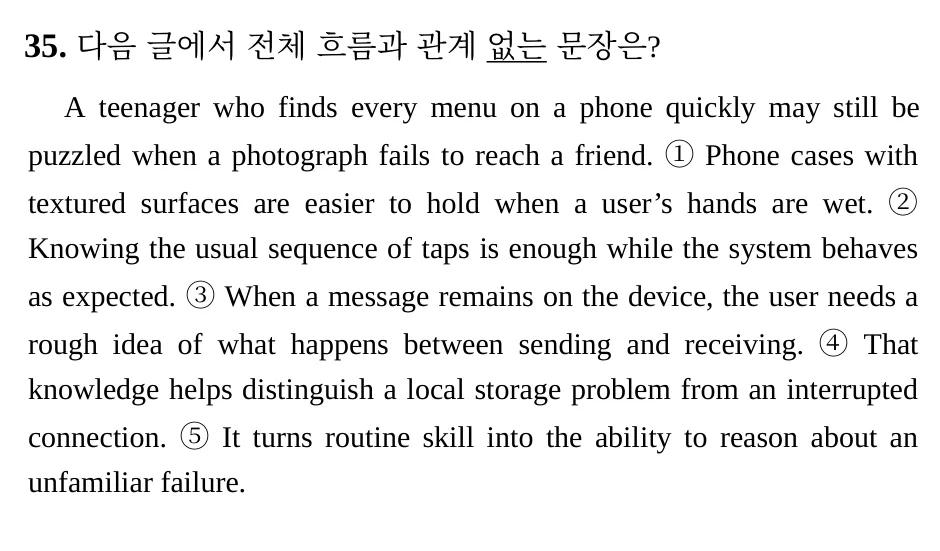 35. 다음 글에서 전체 흐름과 관계 없는 문장은?
A teenager who finds every menu on a phone quickly may still be
puzzled when a photograph fails to reach a friend. ① Phone cases with
textured surfaces are easier to hold when a user’s hands are wet. ②
Knowing the usual sequence of taps is enough while the system behaves
as expected. ③ When a message remains on the device, the user needs a
rough idea of what happens between sending and receiving. ④ That
knowledge helps distinguish a local storage problem from an interrupted
connection. ⑤ It turns routine skill into the ability to reason about an
unfamiliar failure.